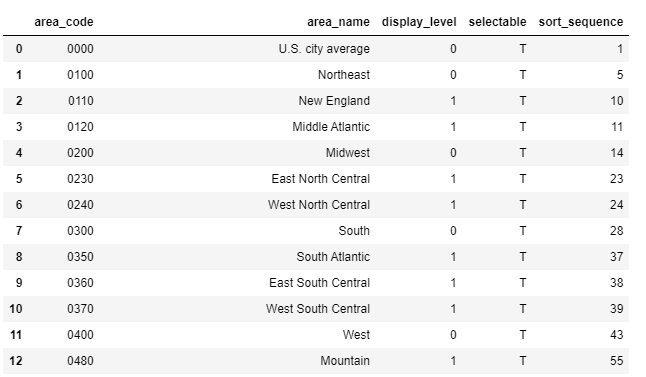 area_code area_name display_level selectable sort_sequence
0 0000 U.S. city average 0 T 1
1 0100 Northeast 0 T 5
2 0110 New England 1 T 10
3 0120 Middle Atlantic 1 T 11
4 0200 Midwest 0 T 14
5 0230 East North Central 1 T 23
6 0240 West North Central 1 T 24
7 0300 South 0 T 28
8 0350 South Atlantic 1 T 37
9 0360 East South Central 1 T 38
10 0370 West South Central 1 T 39
11 0400 West 0 T 43
12 0480 Mountain 1 T 55